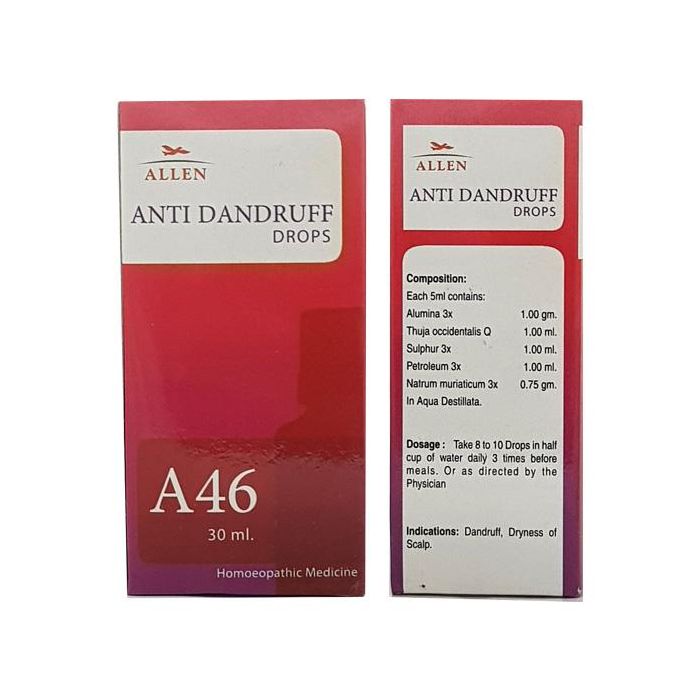 ALLEN
ANTI DANDRUFF
DROPS
A46
30 ml.
Homoeopathic Medicine
ALLEN
ANTI DANDRUFF
DROPS
Composition:
Each 5ml contains:
Alumina 3x 1.00 gm.
Thuja occidentalis Q 1.00 ml.
Sulphur 3x 1.00 ml.
Petroleum 3x 1.00 ml.
Natrum muriaticum 3x 0.75 gm.
In Aqua Destillata.
Dosage : Take 8 to 10 Drops in half
cup of water daily 3 times before
meals. Or as directed by the
Physician
Indications: Dandruff, Dryness of
Scalp.